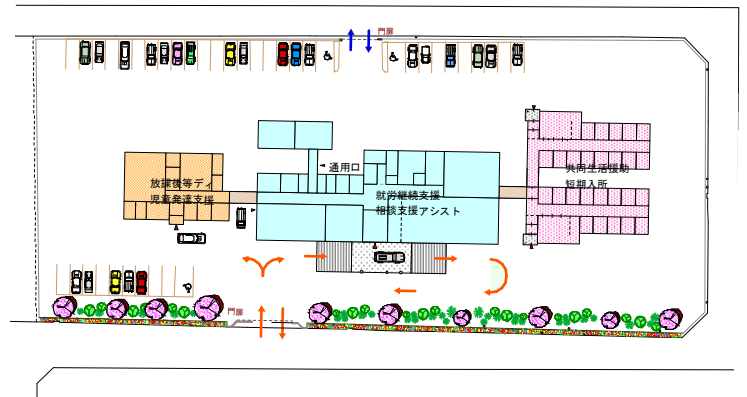 門扉
通用口
共同生活援助
短期入所
放課後等ディ
児童発達支援
就労継続支援
相談支援アシスト
門扉